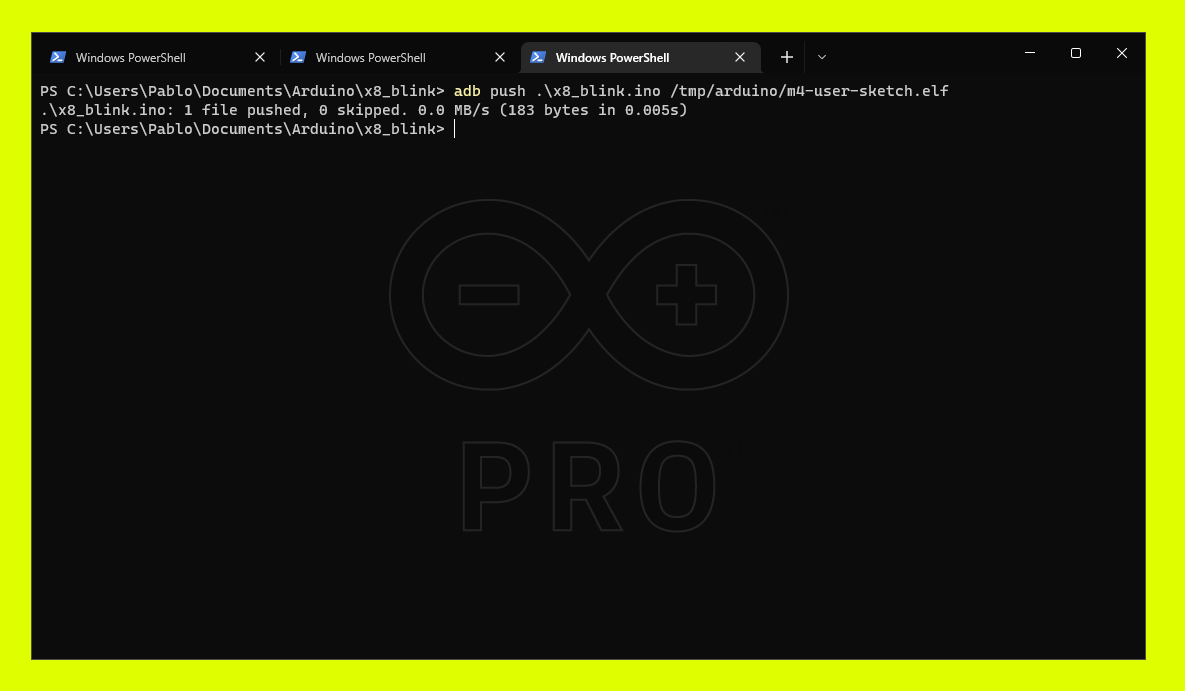 Windows PowerShell
Windows PowerShell
Windows PowerShell
PS C:\Users\Pablo\Documents\Arduino\x8_blink> adb push .\x8_blink.ino /tmp/arduino/m4-user-sketch.elf
.\x8_blink.ino: 1 file pushed, 0 skipped. 0.0 MB/s (183 bytes in 0.005s)
PS C:\Users\Pablo\Documents\Arduino\x8_blink>
PRO